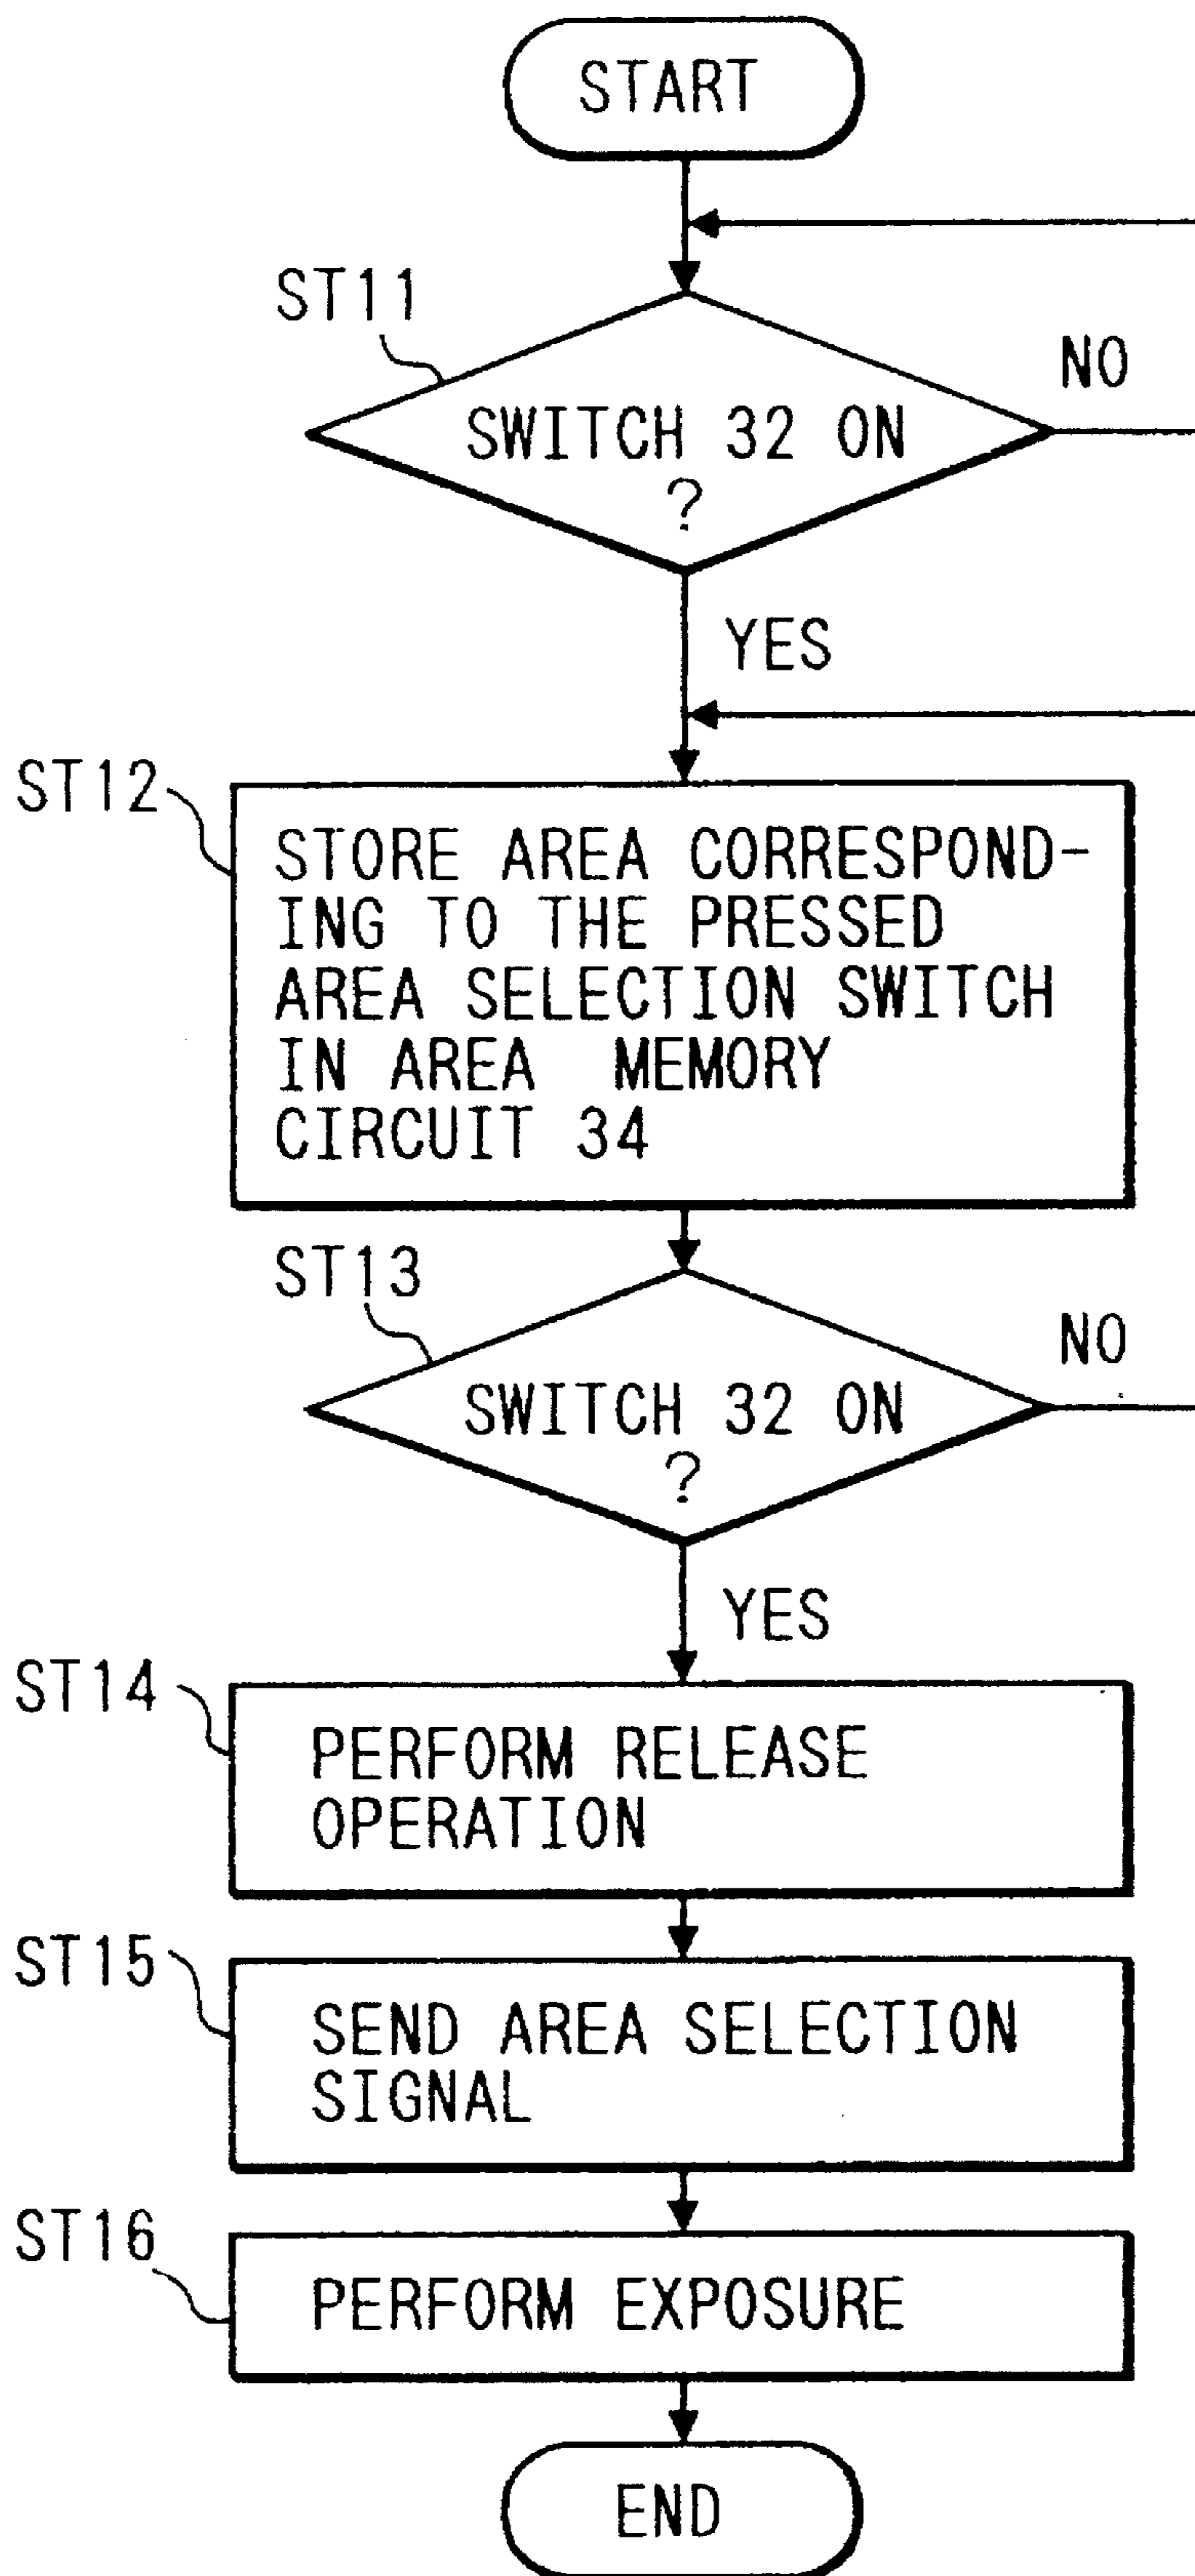 START
ST11
NO
SWITCH 32 ON
?
YES
ST12
STORE AREA CORRESPOND-
ING TO THE PRESSED
AREA SELECTION SWITCH
IN AREA MEMORY
CIRCUIT 34
ST13
NO
SWITCH 32 ON
?
YES
ST14
PERFORM RELEASE
OPERATION
ST15
SEND AREA SELECTION
SIGNAL
ST16
PERFORM EXPOSURE
END